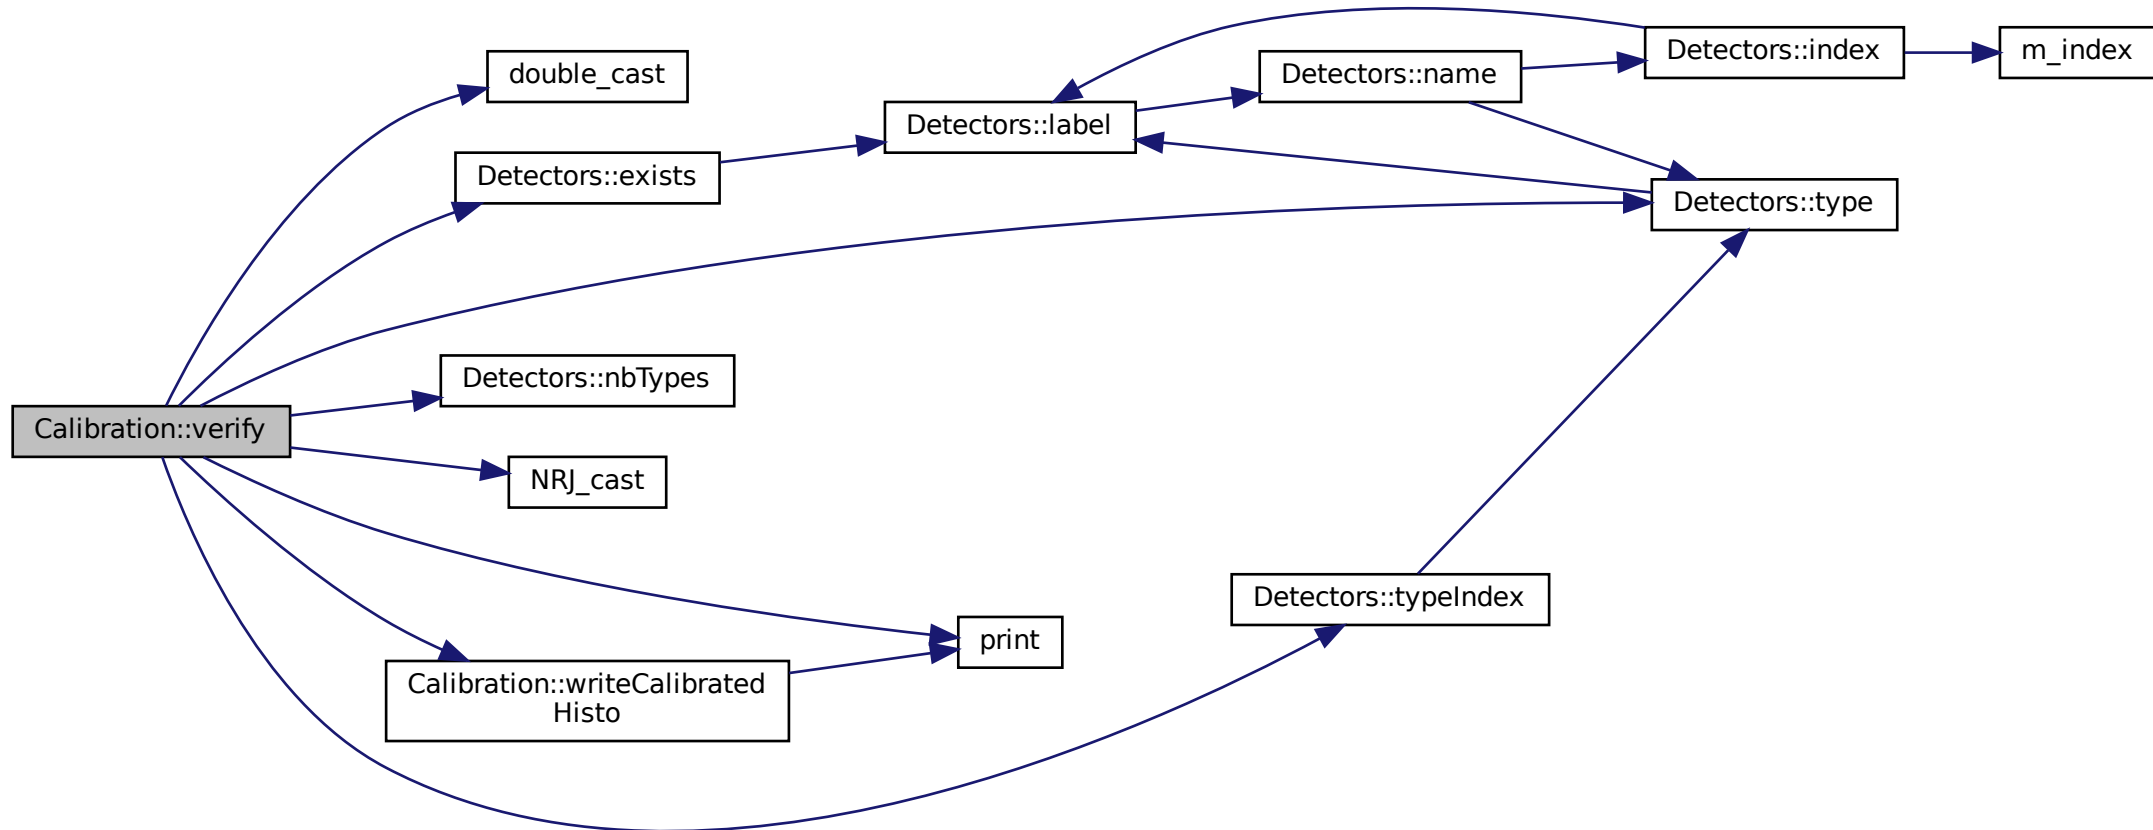 Detectors::index
m_index
double_cast
Detectors::name
Detectors::label
Detectors::exists
Detectors::type
Detectors::nbTypes
Calibration::verify
NRJ_cast
Detectors::typeIndex
print
Calibration::writeCalibrated
Histo